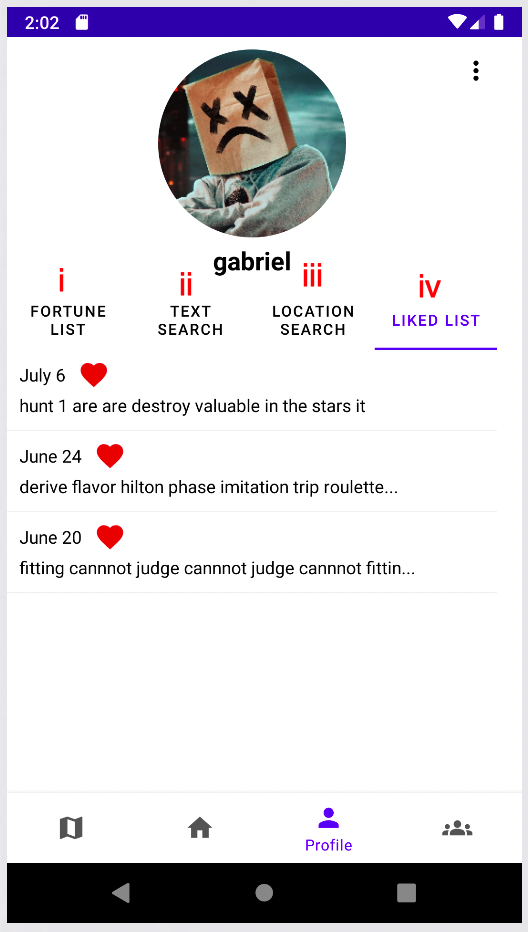 2:02
gabriel
i
ii
iii
iv
FORTUNE
LIST
TEXT
SEARCH
LOCATION
SEARCH
LIKED LIST
July 6
hunt 1 are are destroy valuable in the stars it
June 24
derive flavor hilton phase imitation trip roulette...
June 20
fitting cannnot judge cannnot judge cannnot fittin...
Profile